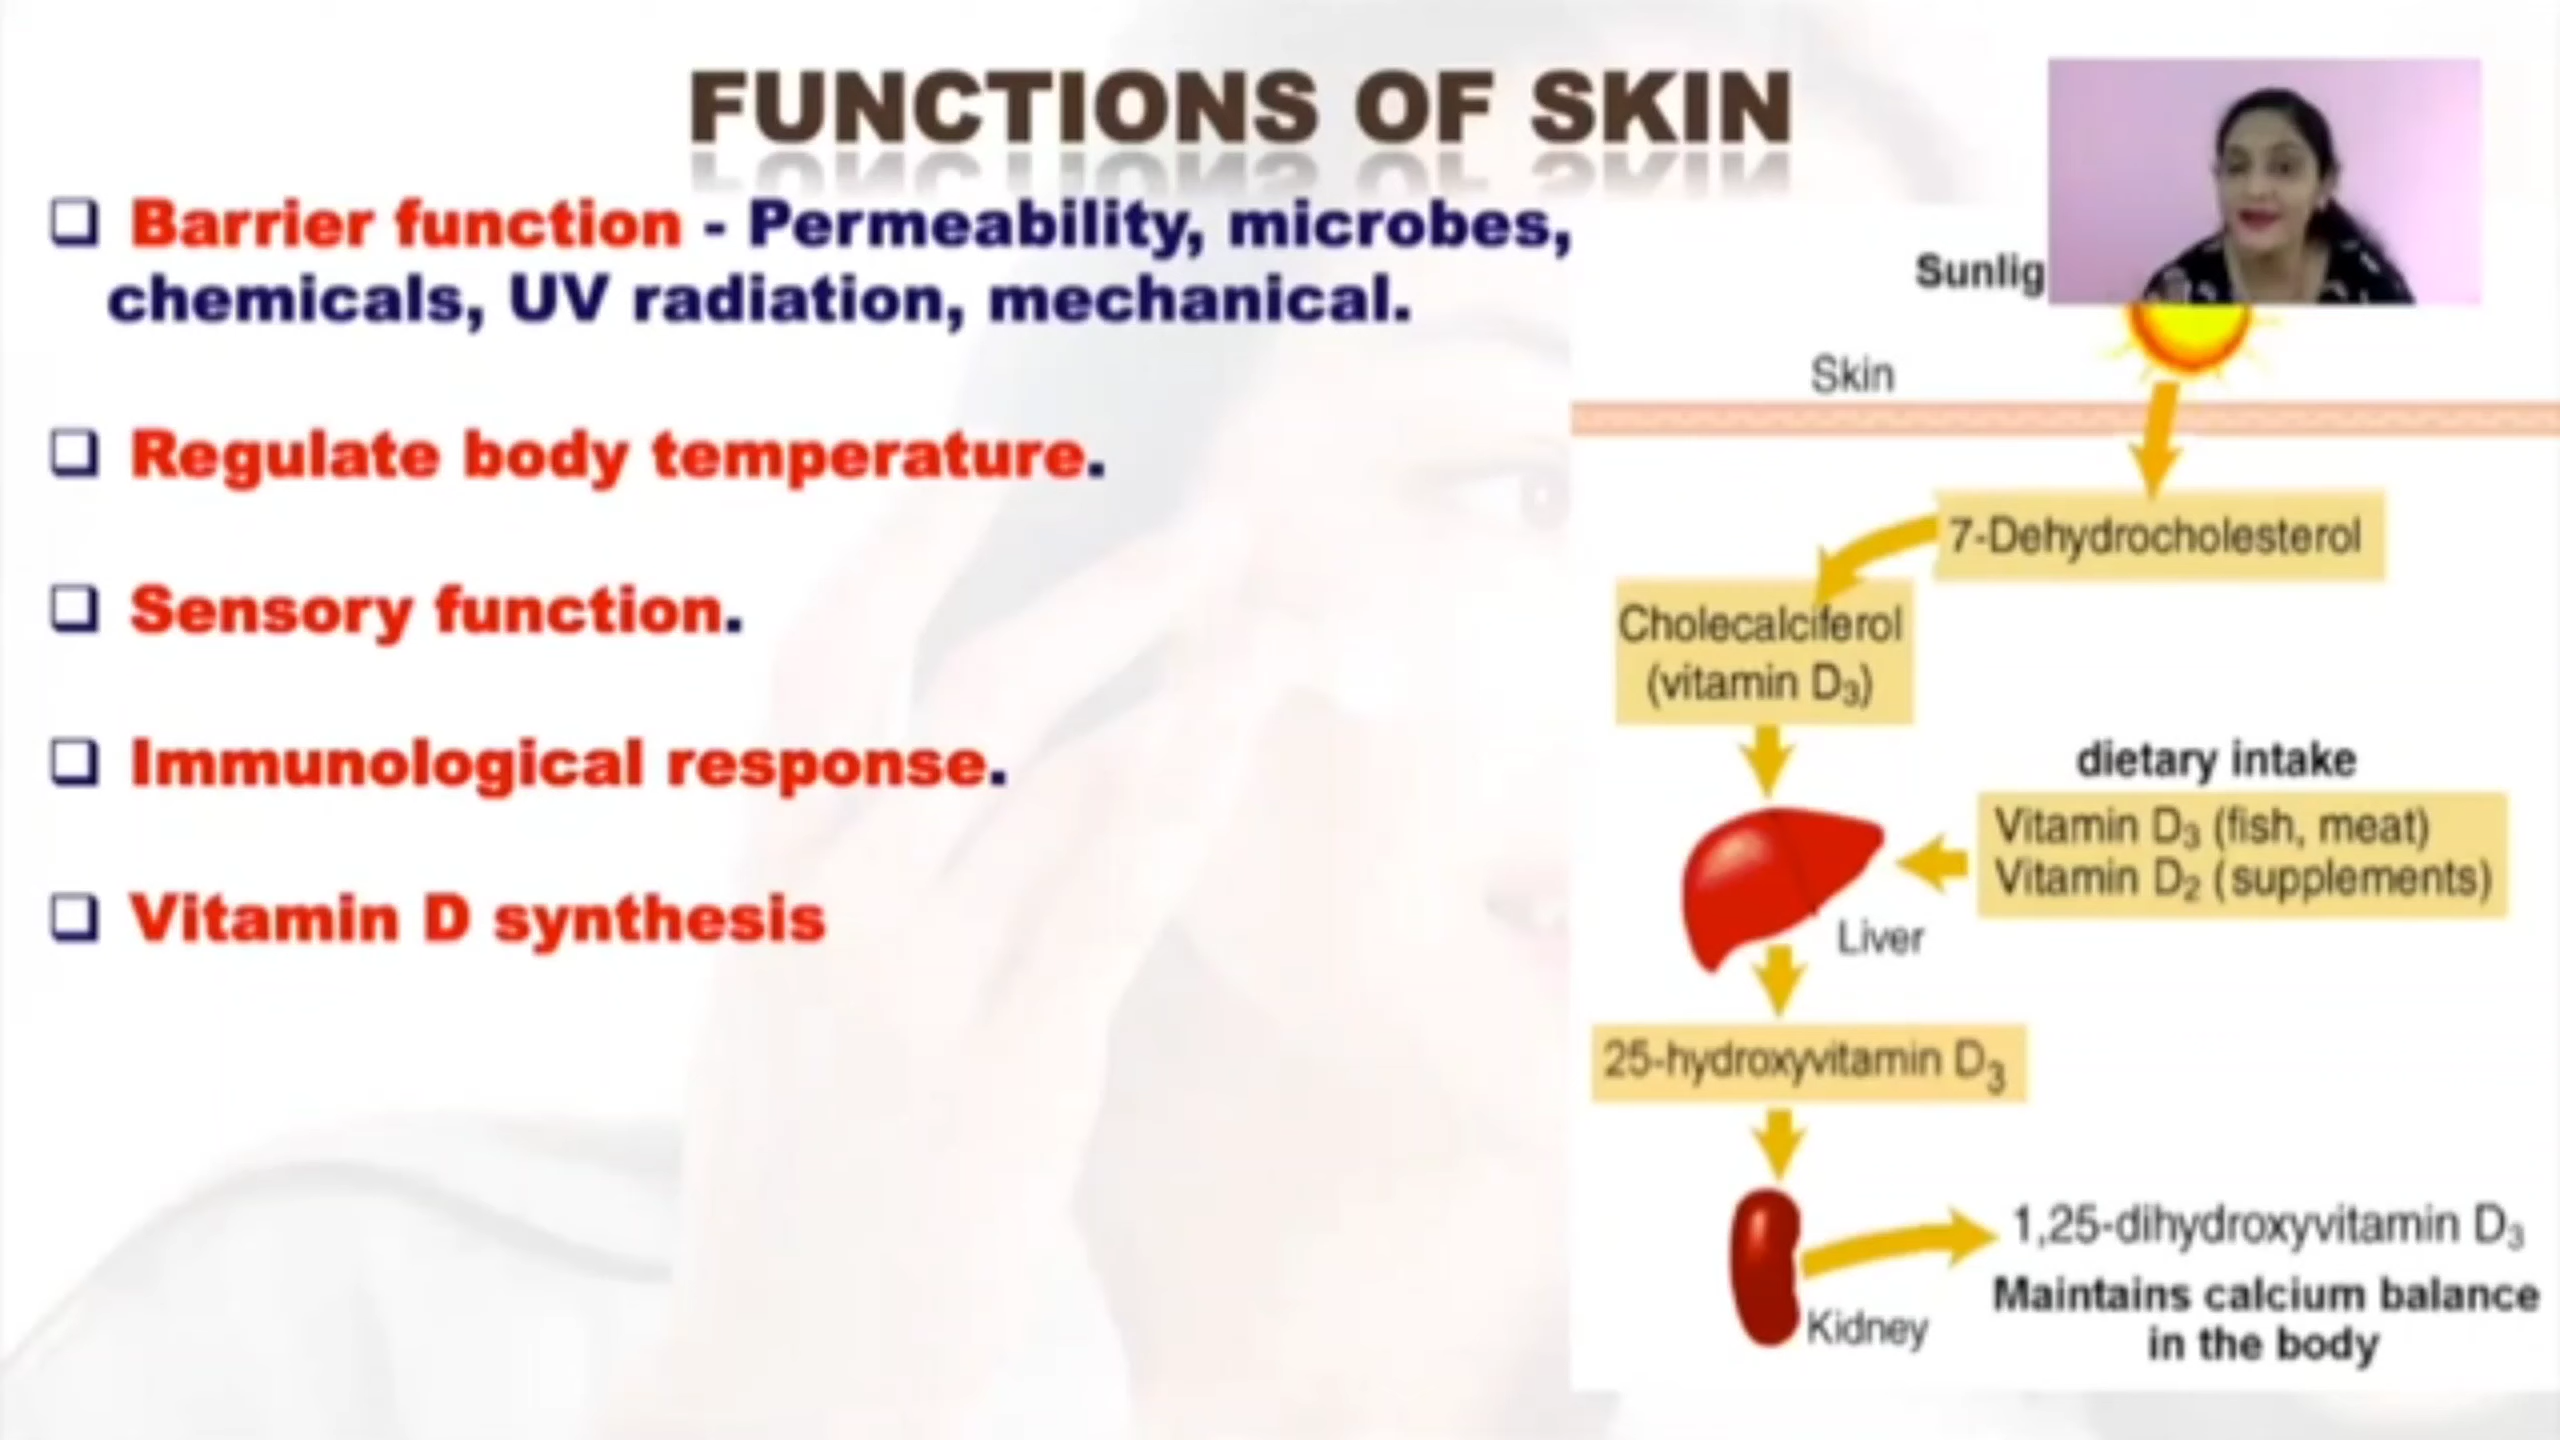 FUNCTIONS OF SKIN
Barrier function - Permeability, microbes,
chemicals, UV radiation, mechanical.
Regulate body temperature.
Sensory function.
Immunological response.
Vitamin D synthesis
Sunlig
Skin
7-Dehydrocholesterol
Cholecalciferol
(vitamin D₃)
dietary intake
Vitamin D₃ (fish, meat)
Vitamin D₂ (supplements)
Liver
25-hydroxyvitamin D₃
1,25-dihydroxyvitamin D₃
Maintains calcium balance
in the body
Kidney